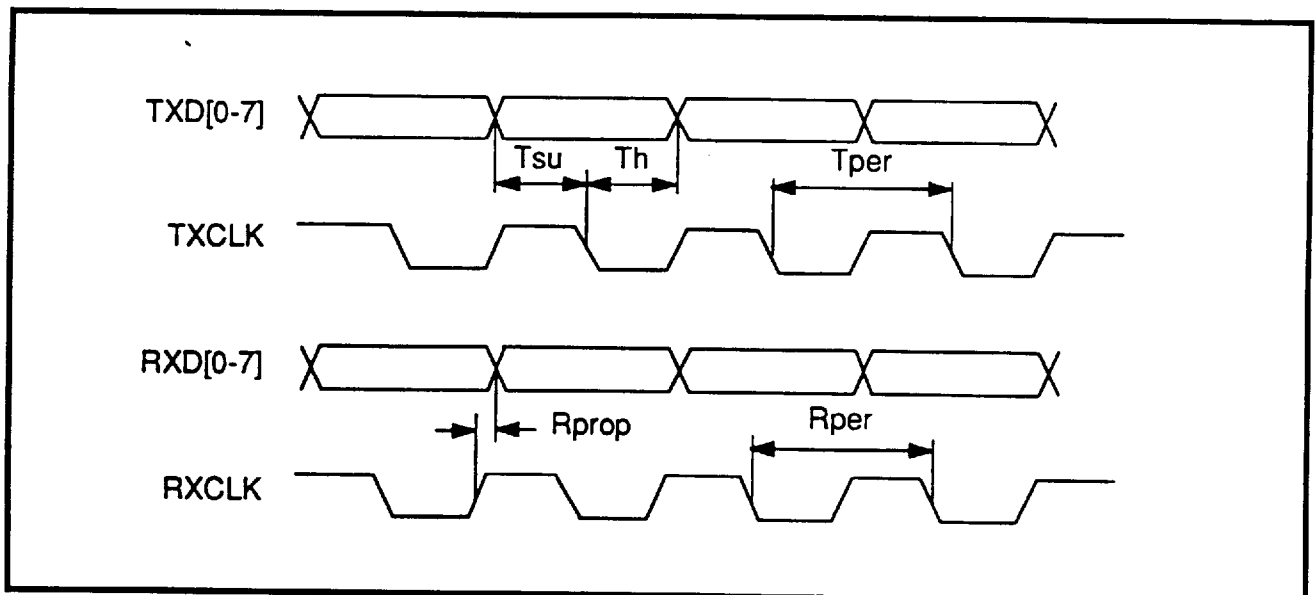 TXD[0-7]
Tsu Th Tper
TXCLK
RXD[0-7]
Rprop Rper
RXCLK